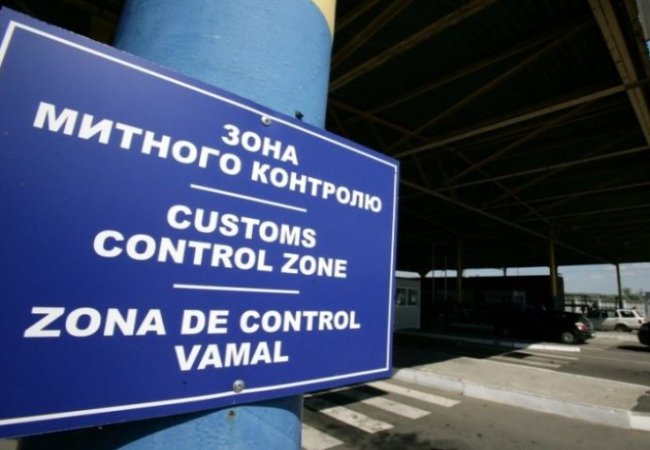 ЗОНА
МИТНОГО КОНТРОЛЮ
CUSTOMS
CONTROL ZONE
ZONA DE CONTROL
VAMAL